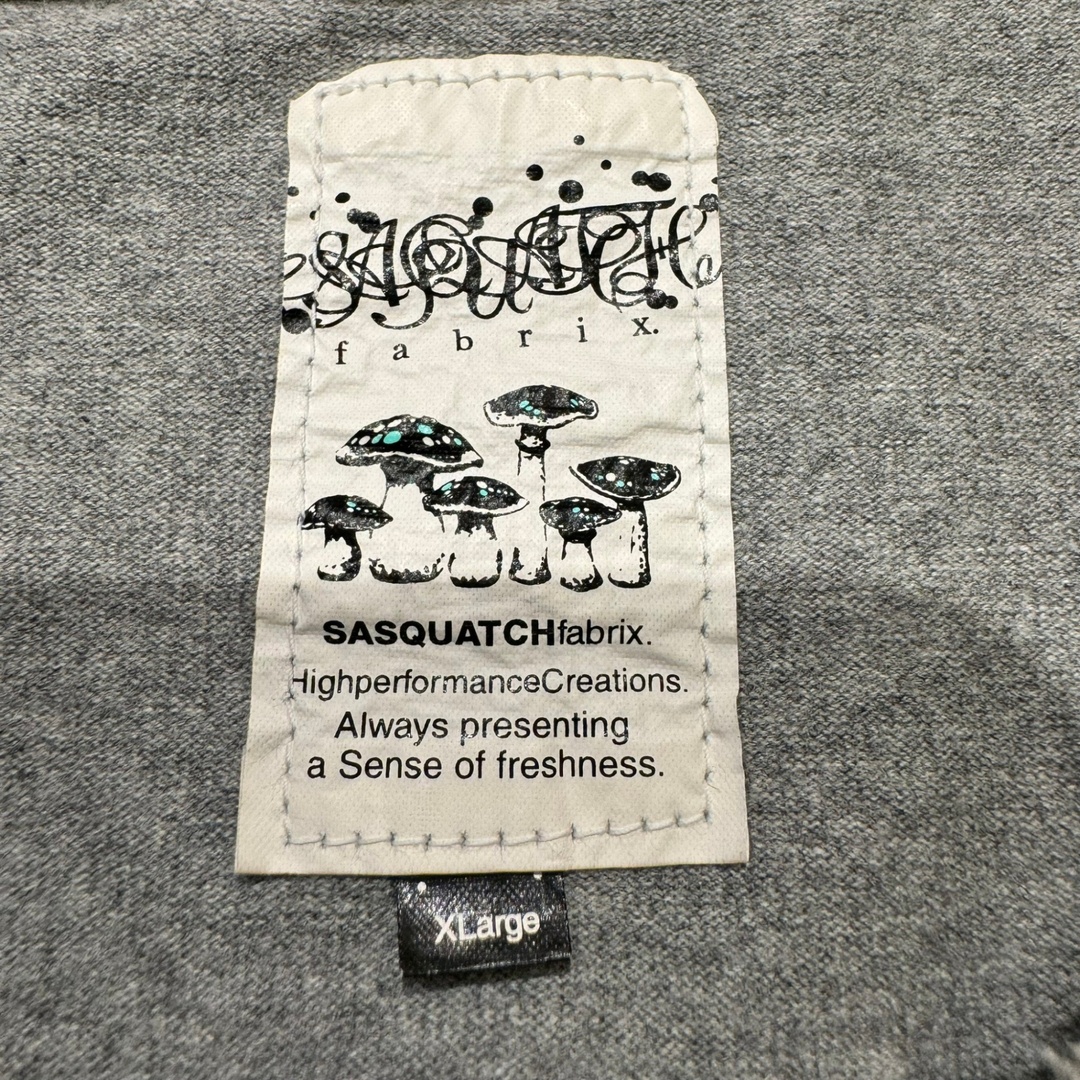 SASQUATCH
fabrix.
SASQUATCHfabrix.
HighperformanceCreations.
Always presenting
a Sense of freshness.
XLarge